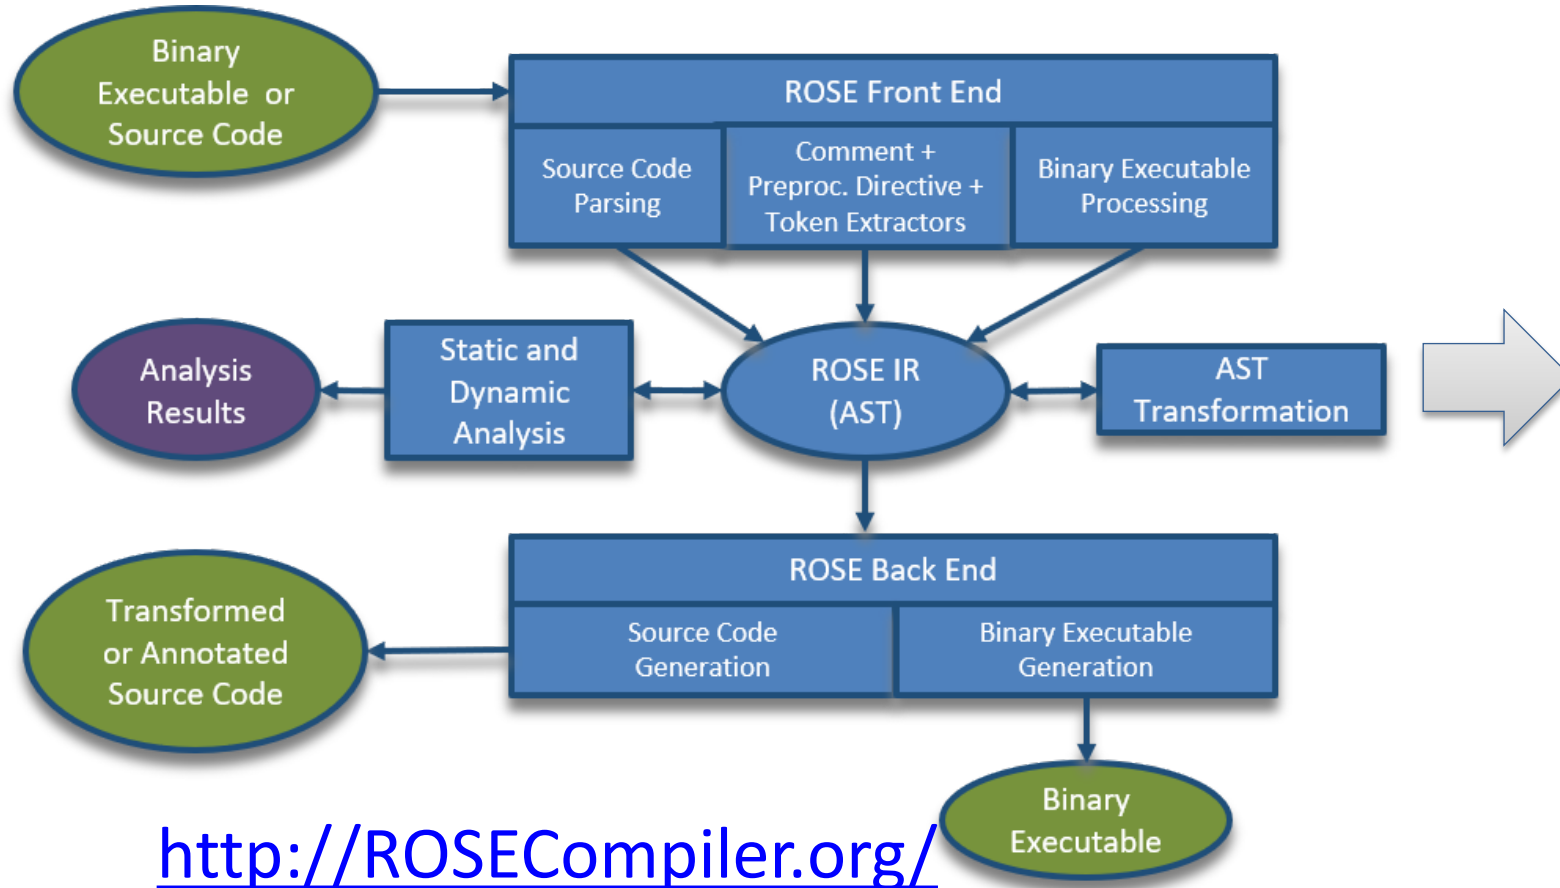 Binary
Executable or
Source Code
ROSE Front End
Source Code
Parsing
Comment +
Preproc. Directive +
Token Extractors
Binary Executable
Processing
Analysis
Results
Static and
Dynamic
Analysis
ROSE IR
(AST)
AST
Transformation
ROSE Back End
Source Code
Generation
Binary Executable
Generation
Transformed
or Annotated
Source Code
Binary
Executable
http://ROSECompiler.org/